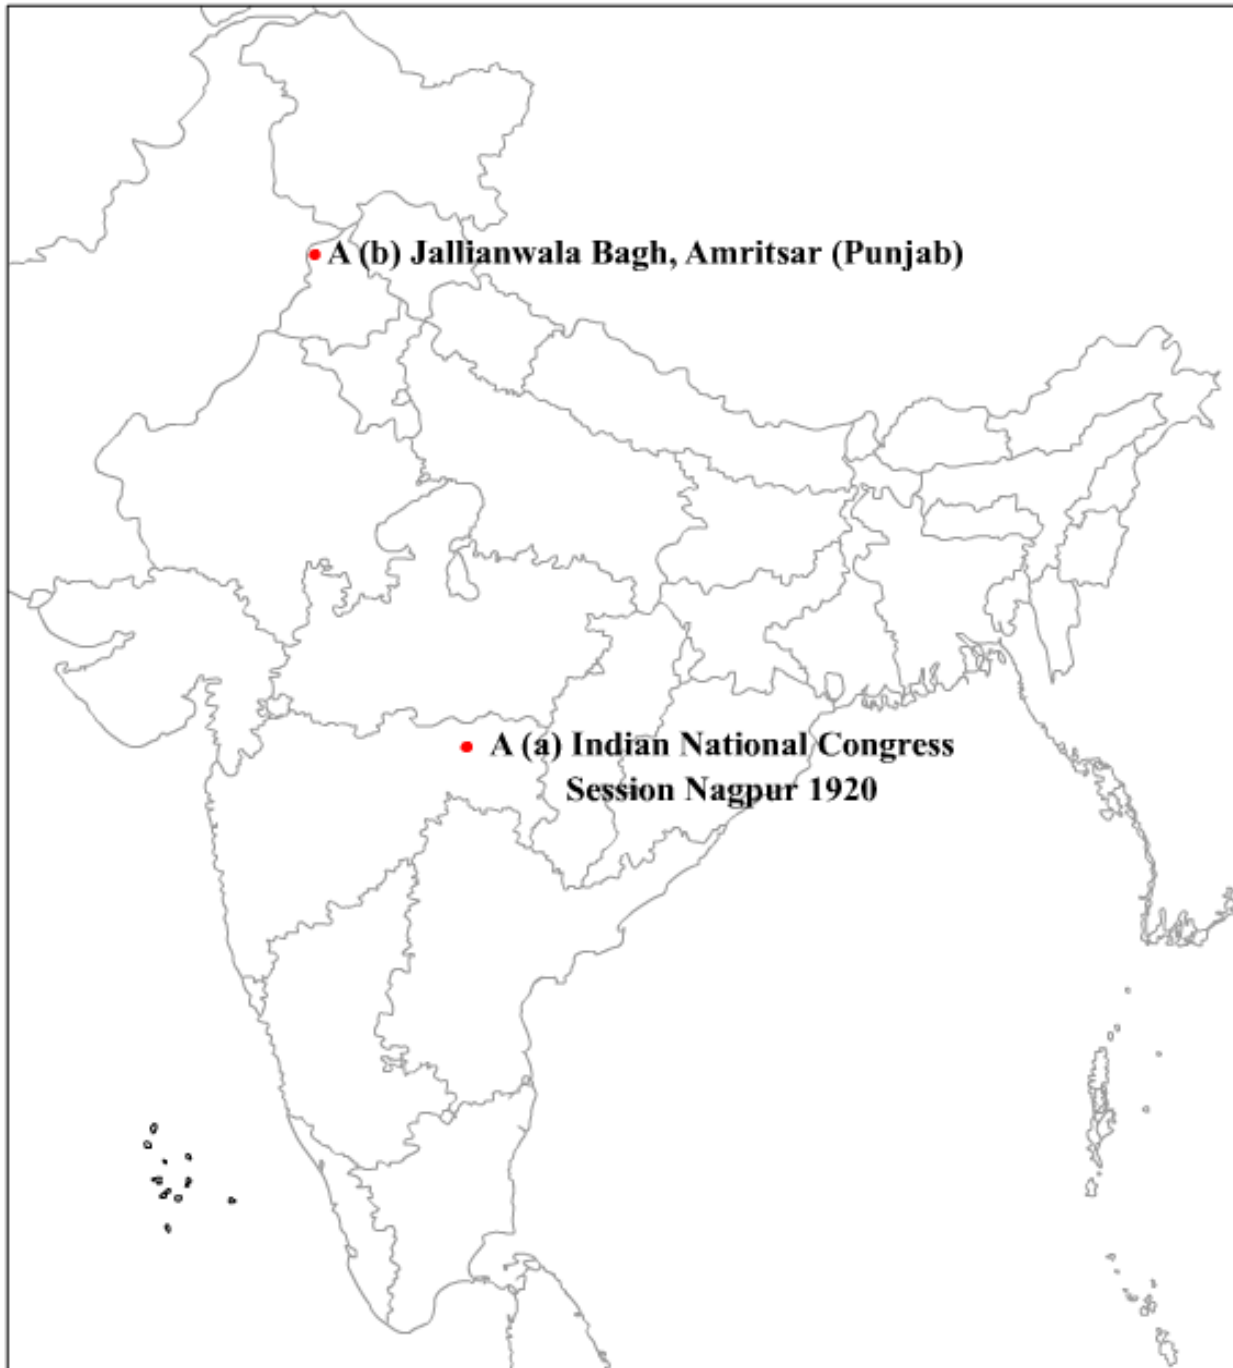 A (b) Jallianwala Bagh, Amritsar (Punjab)
A (a) Indian National Congress
Session Nagpur 1920